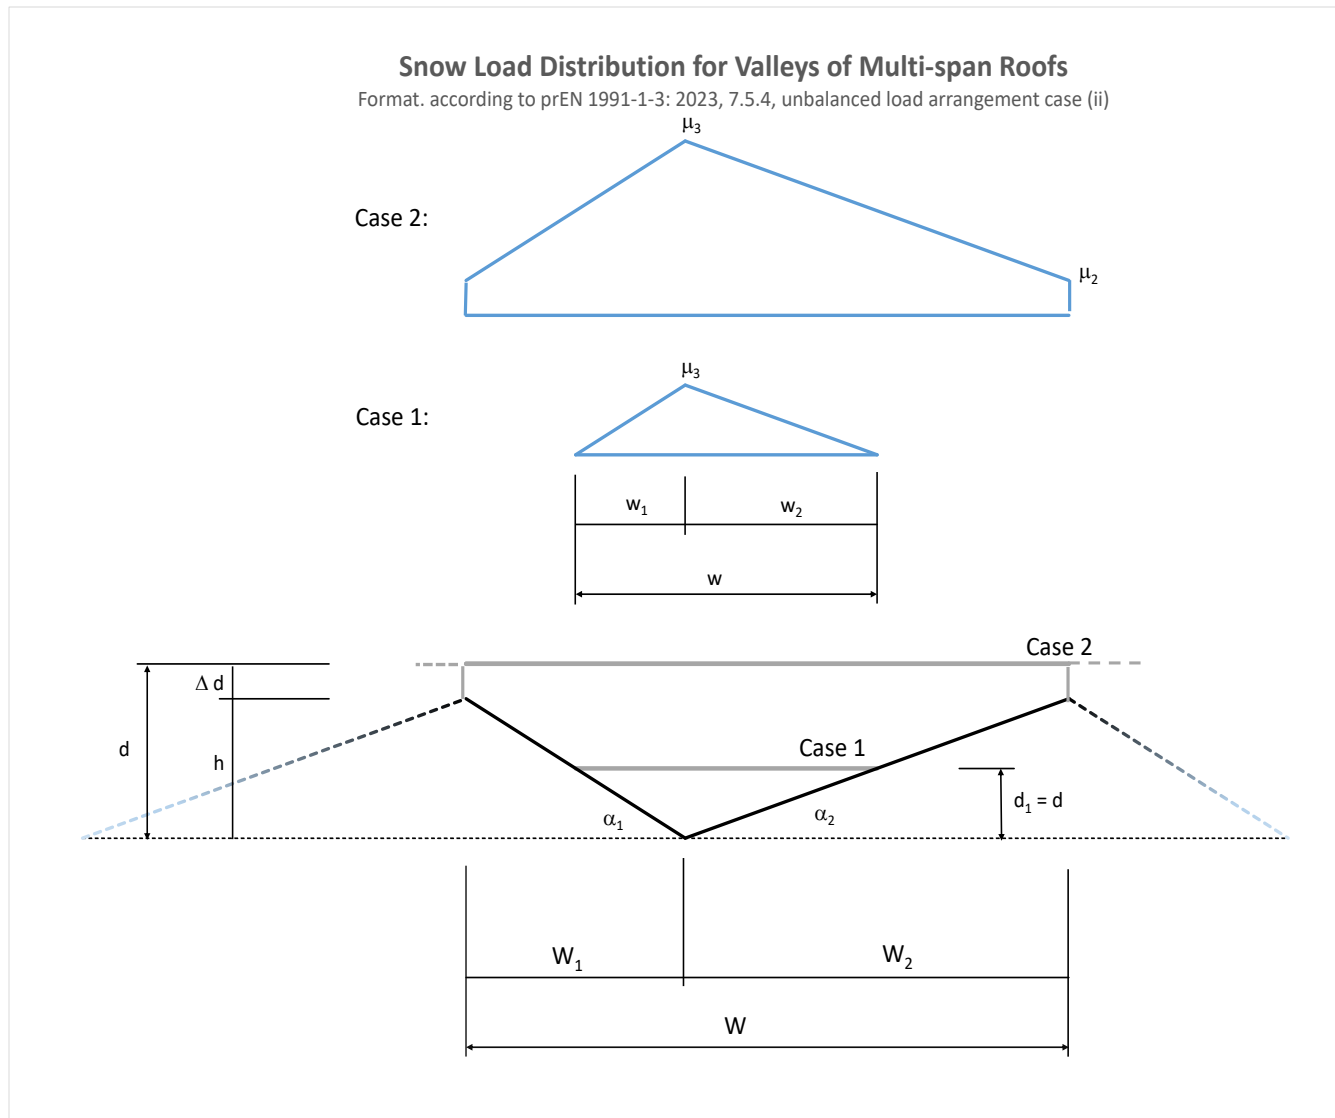 Snow Load Distribution for Valleys of Multi-span Roofs
Format. according to prEN 1991-1-3: 2023, 7.5.4, unbalanced load arrangement case (ii)
μ₃
Case 2:
μ₂
μ₃
Case 1:
w₁
w₂
w
Case 2
Δ d
d
h
Case 1
d₁ = d
α₁
α₂
W₁
W₂
W